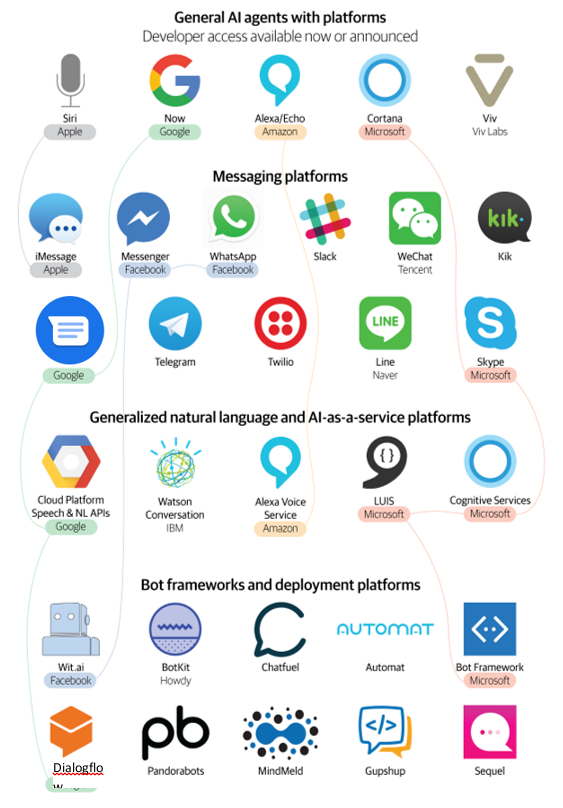 General AI agents with platforms
Developer access available now or announced
Siri
Apple
Now
Google
Alexa/Echo
Amazon
Cortana
Microsoft
Viv
Viv Labs
Messaging platforms
iMessage
Apple
Messenger
Facebook
WhatsApp
Facebook
Slack
WeChat
Tencent
kik
Kik
Google
Telegram
Twilio
LINE
Line
Naver
S
Skype
Microsoft
Generalized natural language and AI-as-a-service platforms
Cloud Platform
Speech & NL APIs
Google
Watson
Conversation
IBM
Alexa Voice
Service
Amazon
LUIS
Microsoft
Cognitive Services
Microsoft
Bot frameworks and deployment platforms
Wit.ai
Facebook
BotKit
Howdy
Chatfuel
AUTOMAT
Automat
Bot Framework
Microsoft
Dialogflo
w
pb
Pandorabots
MindMeld
Gupshup
Sequel